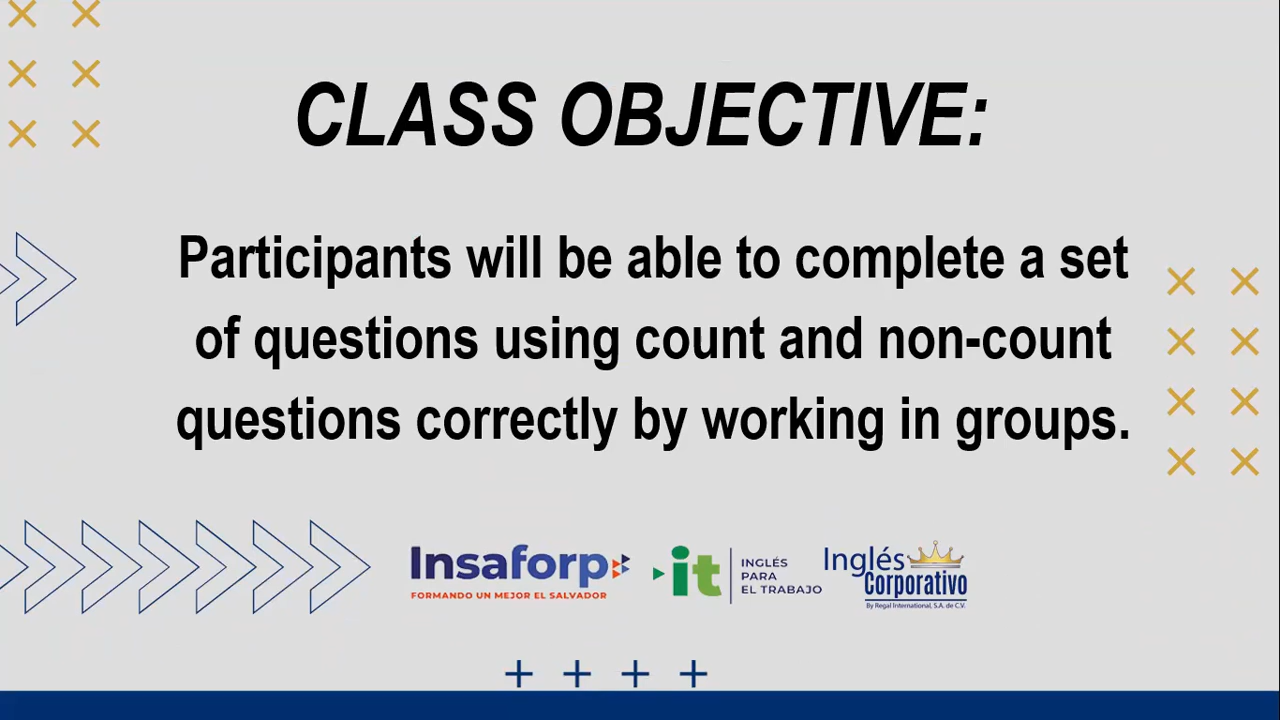 CLASS OBJECTIVE:
Participants will be able to complete a set
of questions using count and non-count
questions correctly by working in groups.
Insaforp
FORMANDO UN MEJOR EL SALVADOR
it
INGLÉS
PARA
EL TRABAJO
Inglés
Corporativo
By Regal International, S.A. de C.V.